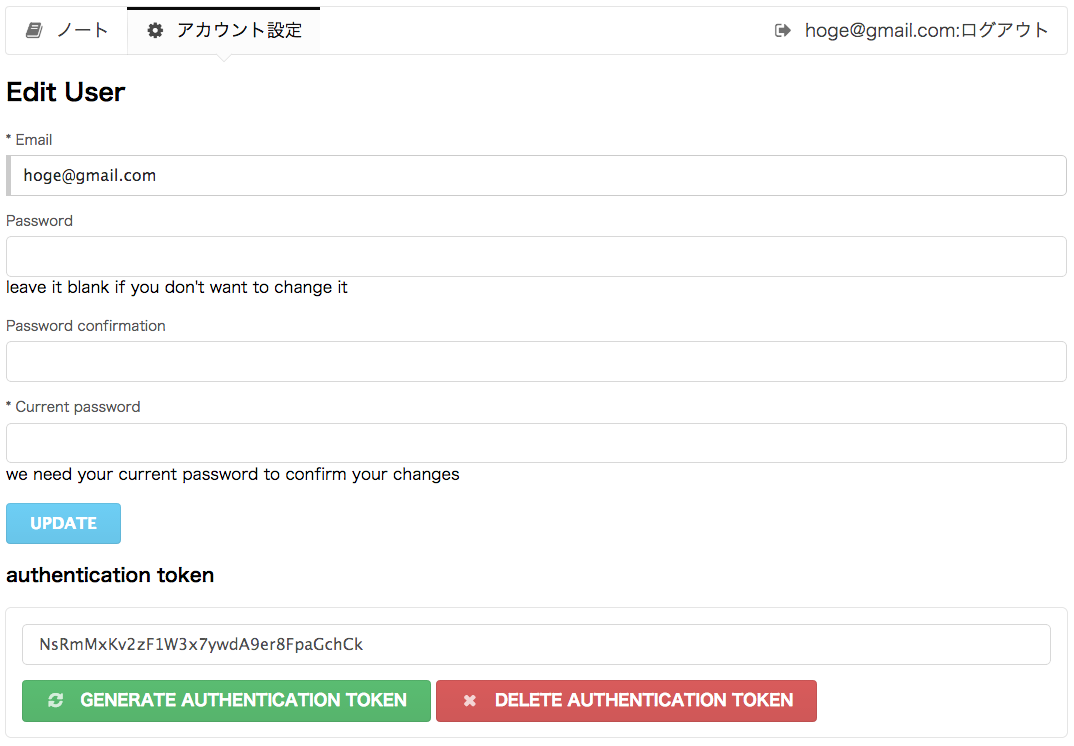 ノート アカウント設定 hoge@gmail.com:ログアウト
Edit User
* Email
hoge@gmail.com
Password
leave it blank if you don't want to change it
Password confirmation
* Current password
we need your current password to confirm your changes
UPDATE
authentication token
NsRmMxKv2zF1W3x7ywdA9er8FpaGchCk
GENERATE AUTHENTICATION TOKEN DELETE AUTHENTICATION TOKEN